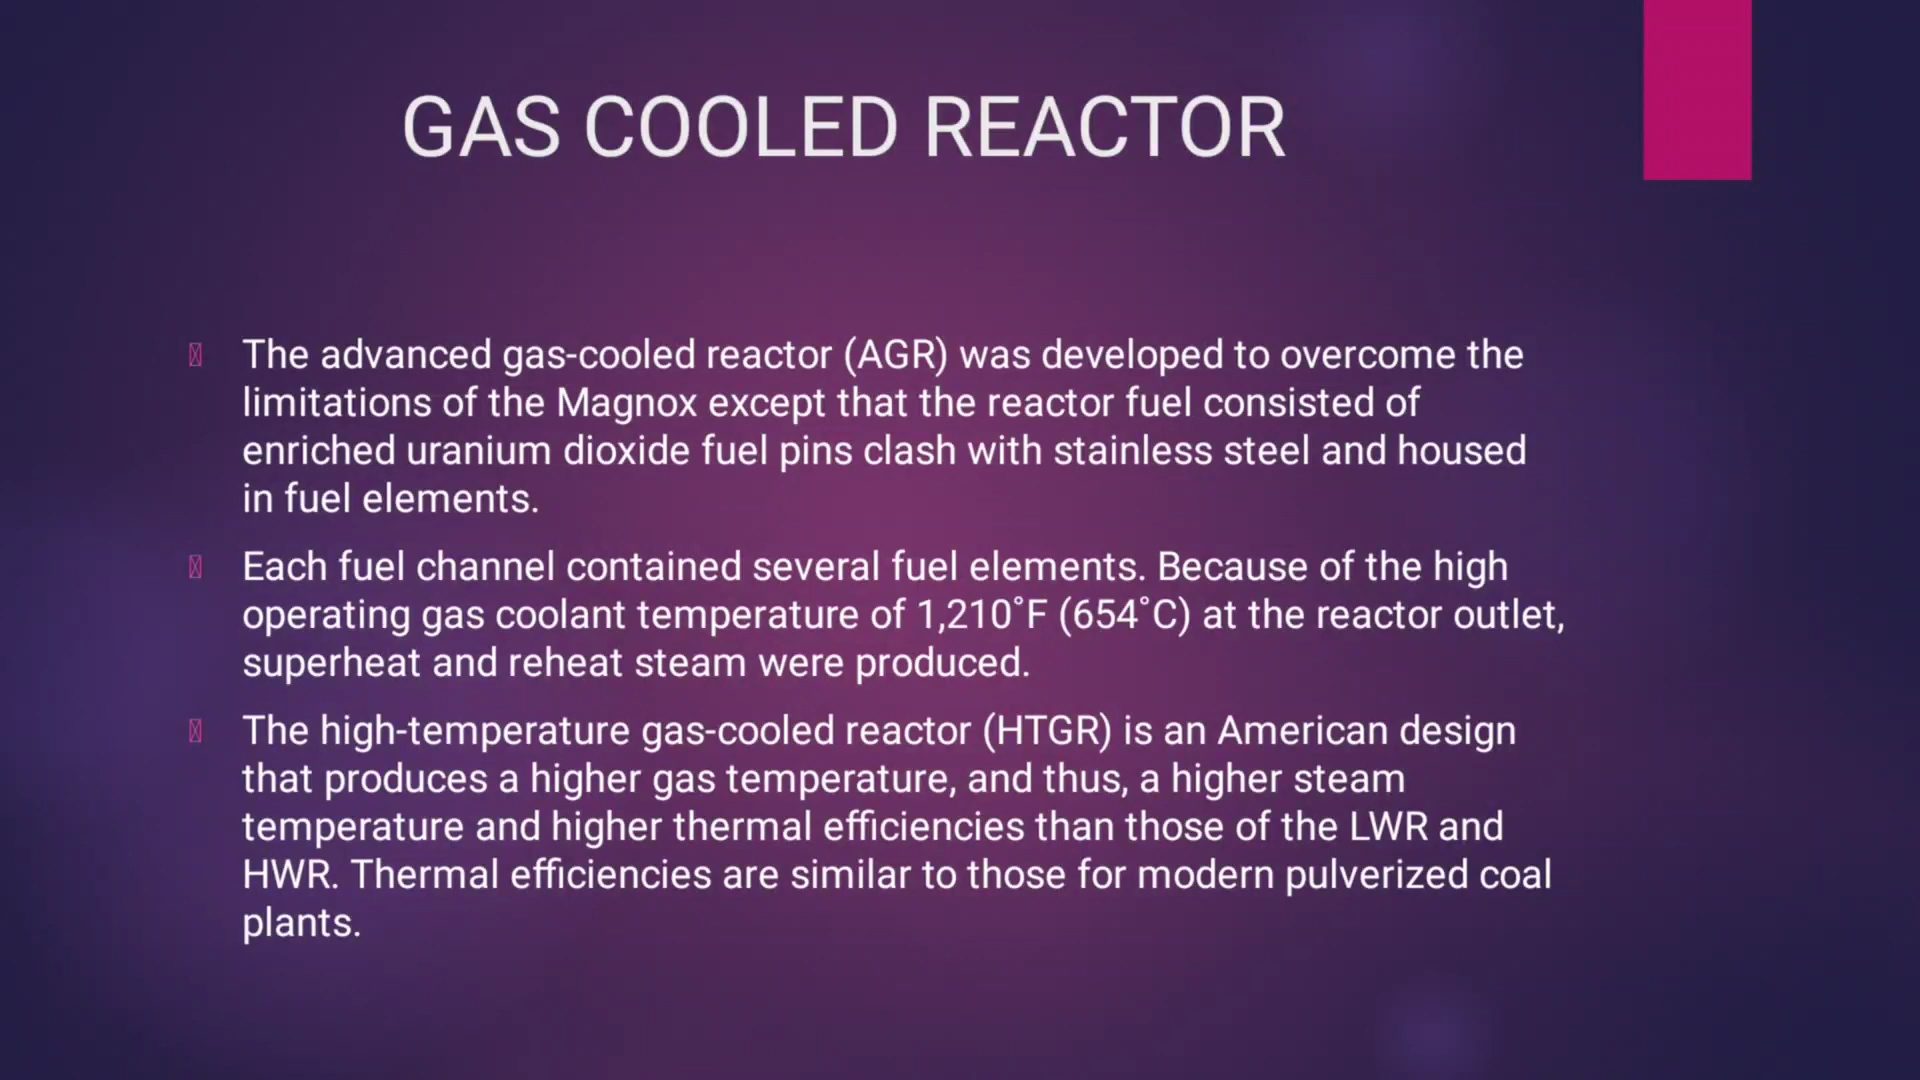 GAS COOLED REACTOR
The advanced gas-cooled reactor (AGR) was developed to overcome the
limitations of the Magnox except that the reactor fuel consisted of
enriched uranium dioxide fuel pins clash with stainless steel and housed
in fuel elements.
Each fuel channel contained several fuel elements. Because of the high
operating gas coolant temperature of 1,210˚F (654˚C) at the reactor outlet,
superheat and reheat steam were produced.
The high-temperature gas-cooled reactor (HTGR) is an American design
that produces a higher gas temperature, and thus, a higher steam
temperature and higher thermal efficiencies than those of the LWR and
HWR. Thermal efficiencies are similar to those for modern pulverized coal
plants.